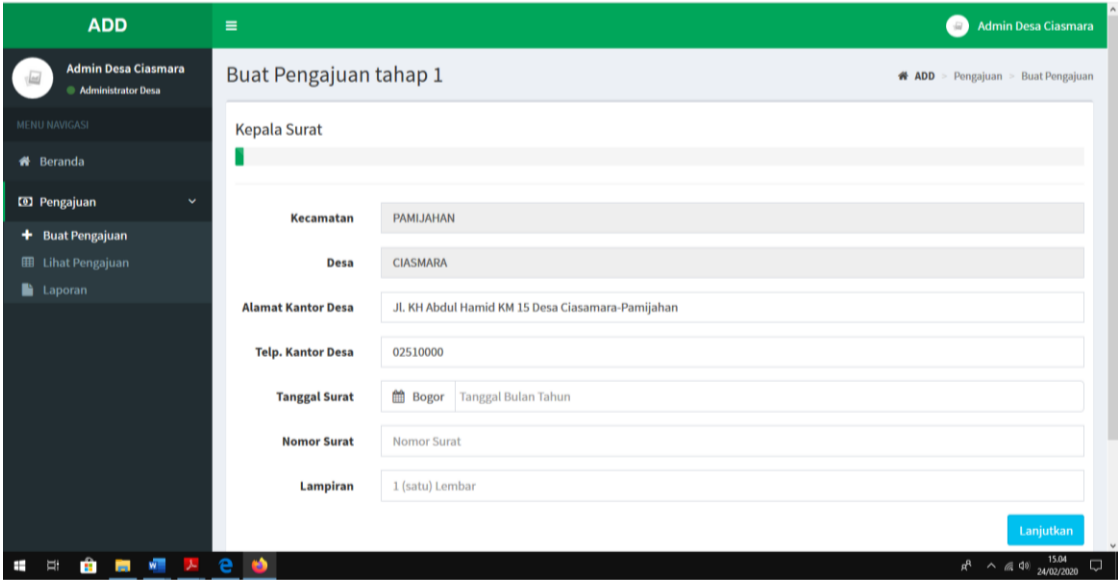 ADD
Admin Desa Ciasmara
Admin Desa Ciasmara
Administrator Desa
MENU NAVIGASI
Beranda
Pengajuan
Buat Pengajuan
Lihat Pengajuan
Laporan
Buat Pengajuan tahap 1
ADD > Pengajuan > Buat Pengajuan
Kepala Surat
Kecamatan PAMIJAHAN
Desa CIASMARA
Alamat Kantor Desa Jl. KH Abdul Hamid KM 15 Desa Ciasamara-Pamijahan
Telp. Kantor Desa 02510000
Tanggal Surat Bogor Tanggal Bulan Tahun
Nomor Surat Nomor Surat
Lampiran 1 (satu) Lembar
Lanjutkan
15.04
24/02/2020